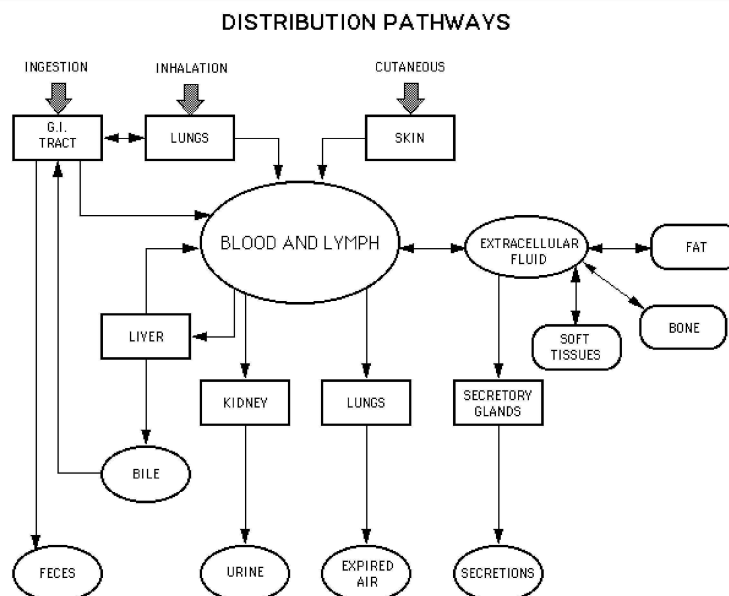 DISTRIBUTION PATHWAYS
INGESTION
INHALATION
CUTANEOUS
G.I.
TRACT
LUNGS
SKIN
BLOOD AND LYMPH
EXTRACELLULAR
FLUID
FAT
LIVER
BONE
SOFT
TISSUES
KIDNEY
LUNGS
SECRETORY
GLANDS
BILE
FECES
URINE
EXPIRED
AIR
SECRETIONS